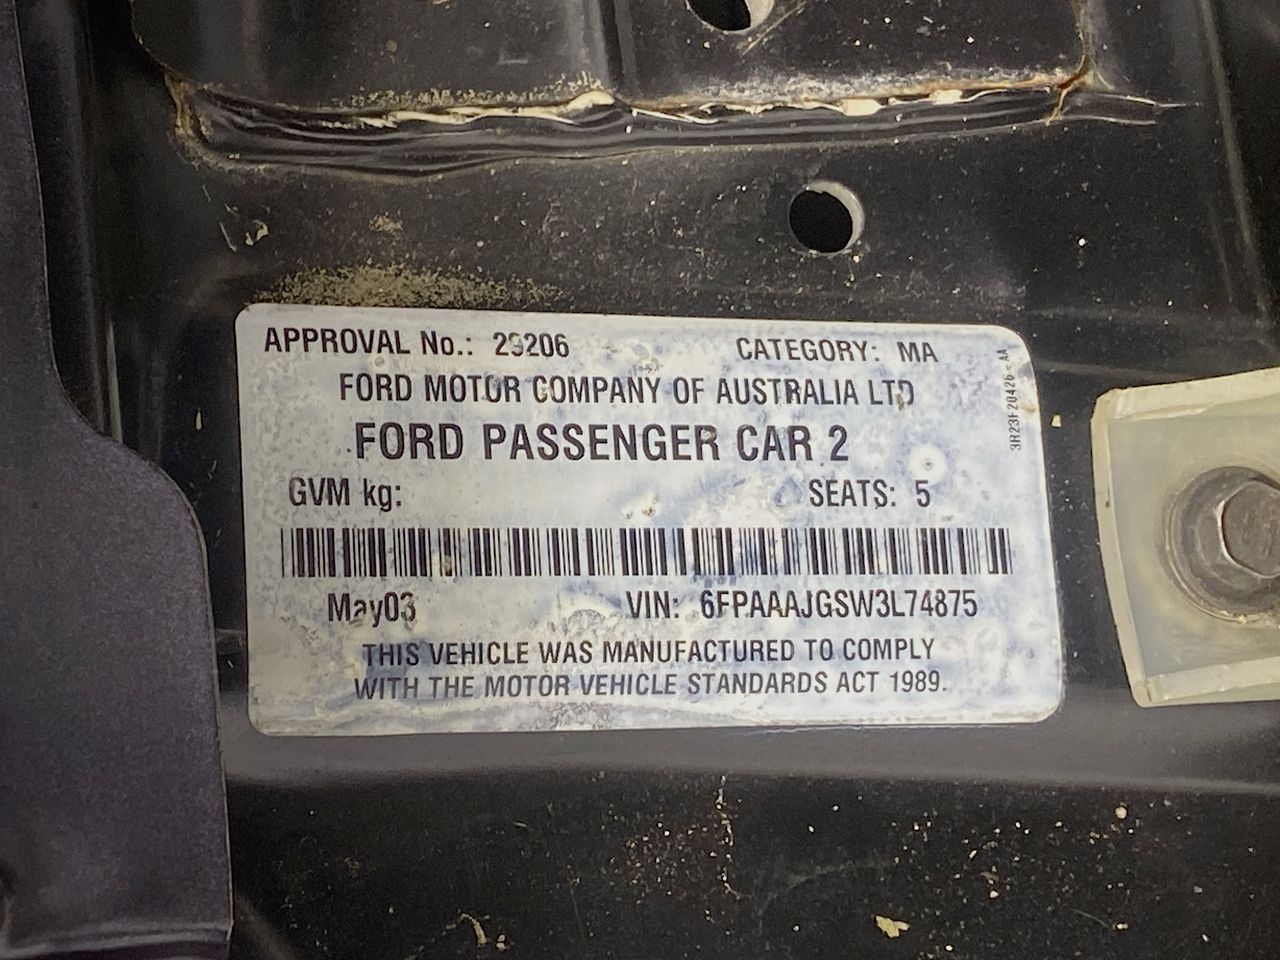 APPROVAL No.: 29206 CATEGORY: MA
FORD MOTOR COMPANY OF AUSTRALIA LTD
FORD PASSENGER CAR 2
GVM kg: SEATS: 5
May03 VIN: 6FPAAAJGSW3L74875
THIS VEHICLE WAS MANUFACTURED TO COMPLY
WITH THE MOTOR VEHICLE STANDARDS ACT 1989.
3R23F20426-AA